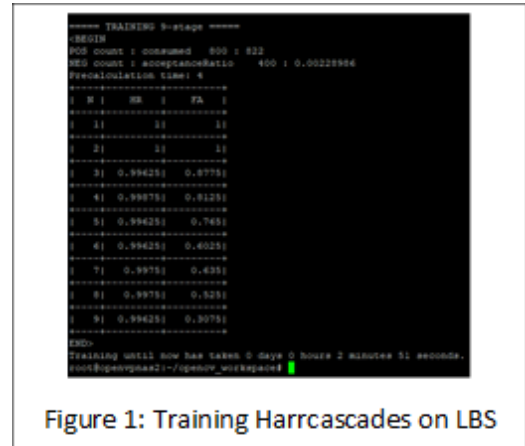 ===== TRAINING 9-stage =====
<BEGIN
POS count : consumed 800 : 822
NEG count : acceptanceRatio 400 : 0.00228986
Precalculation time: 4
+----+---------+---------+
| N | HR | FA |
+----+---------+---------+
| 1| 1| 1|
+----+---------+---------+
| 2| 1| 1|
+----+---------+---------+
| 3| 0.99625| 0.8775|
+----+---------+---------+
| 4| 0.99875| 0.8125|
+----+---------+---------+
| 5| 0.99625| 0.765|
+----+---------+---------+
| 6| 0.99625| 0.6025|
+----+---------+---------+
| 7| 0.9975| 0.635|
+----+---------+---------+
| 8| 0.9975| 0.525|
+----+---------+---------+
| 9| 0.99625| 0.3075|
+----+---------+---------+
END>
Training until now has taken 0 days 0 hours 2 minutes 51 seconds.
root@openvpnas2:~/opencv_workspace#
Figure 1: Training Harrcascades on LBS